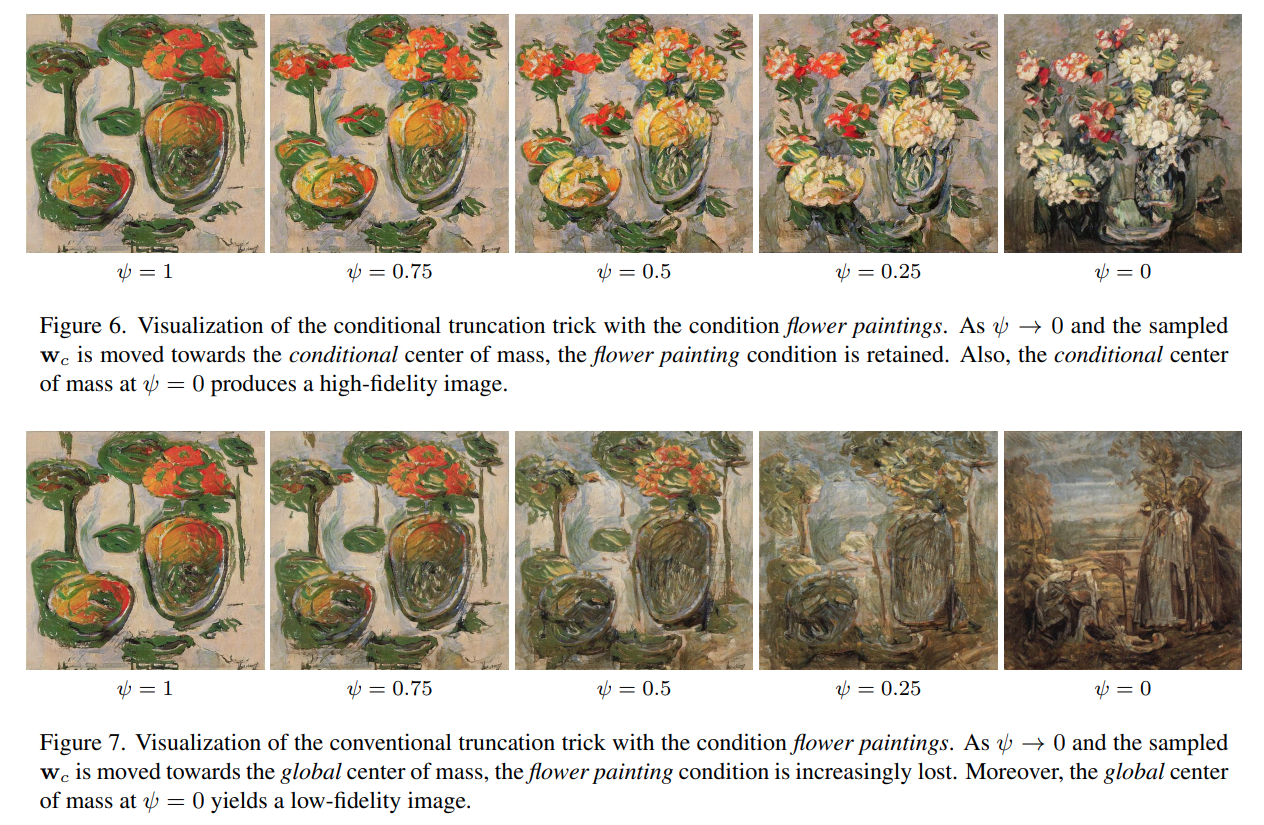 ψ = 1 ψ = 0.75 ψ = 0.5 ψ = 0.25 ψ = 0
Figure 6. Visualization of the conditional truncation trick with the condition flower paintings. As ψ → 0 and the sampled
w_c is moved towards the conditional center of mass, the flower painting condition is retained. Also, the conditional center
of mass at ψ = 0 produces a high-fidelity image.
ψ = 1 ψ = 0.75 ψ = 0.5 ψ = 0.25 ψ = 0
Figure 7. Visualization of the conventional truncation trick with the condition flower paintings. As ψ → 0 and the sampled
w_c is moved towards the global center of mass, the flower painting condition is increasingly lost. Moreover, the global center
of mass at ψ = 0 yields a low-fidelity image.